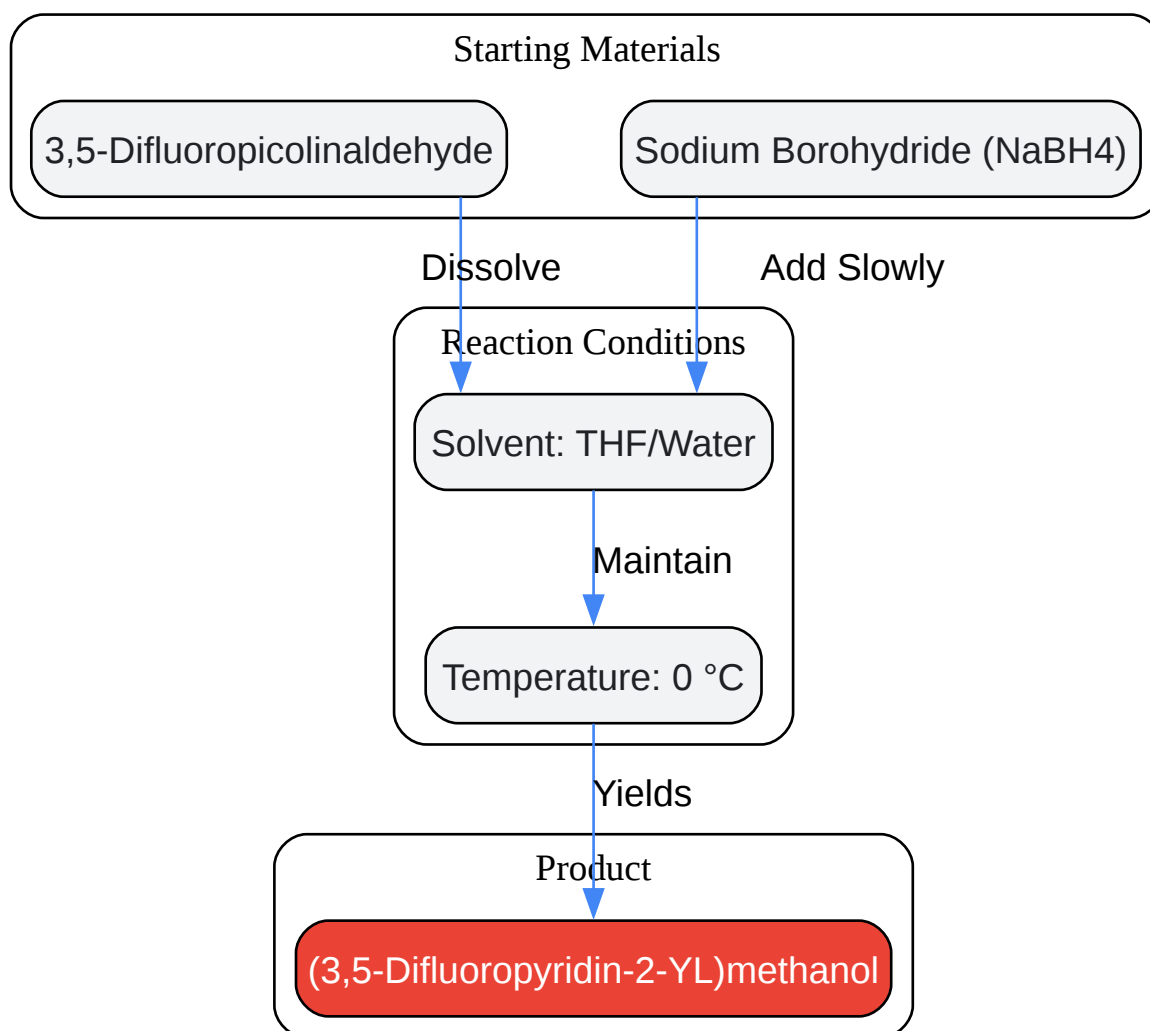 Starting Materials
3,5-Difluoropicolinaldehyde
Sodium Borohydride (NaBH4)
Dissolve
Add Slowly
Reaction Conditions
Solvent: THF/Water
Maintain
Temperature: 0 °C
Yields
Product
(3,5-Difluoropyridin-2-YL)methanol